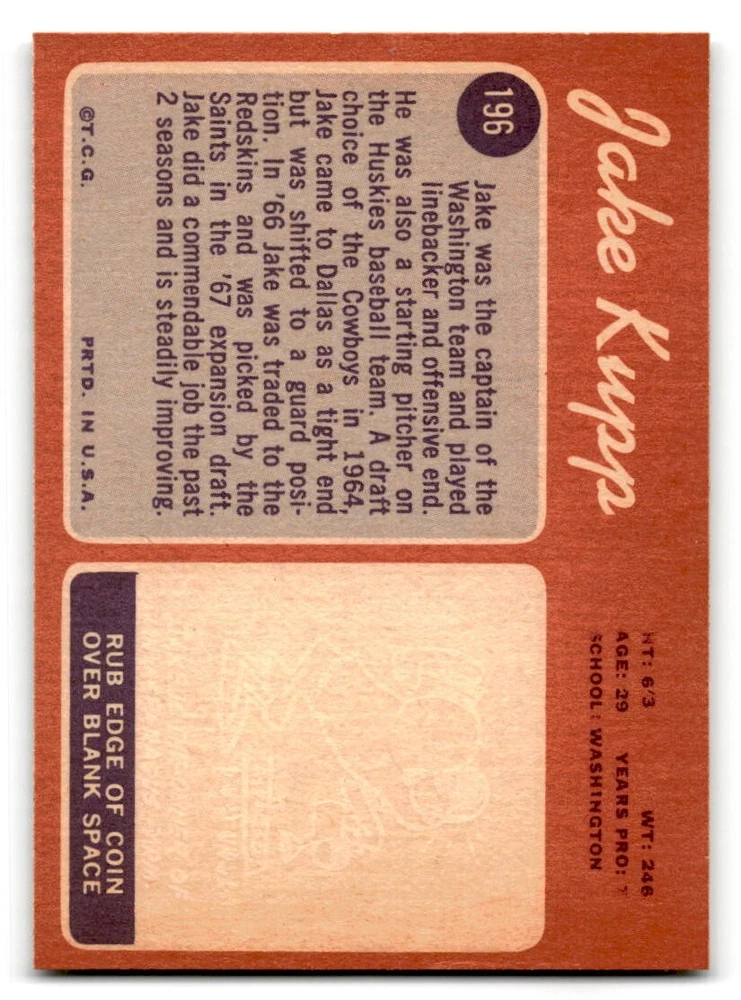 Jake Kupp
HT: 6'3 WT: 246
AGE: 29 YEARS PRO: 7
SCHOOL: WASHINGTON
196
Jake was the captain of the
Washington team and played
linebacker and offensive end.
He was also a starting pitcher on
the Huskies baseball team. A draft
choice of the Cowboys in 1964,
Jake came to Dallas as a tight end
but was shifted to a guard posi-
tion. In '66 Jake was traded to the
Redskins and was picked by the
Saints in the '67 expansion draft.
Jake did a commendable job the past
2 seasons and is steadily improving.
©T.C.G. PRTD. IN U.S.A.
RUB EDGE OF COIN
OVER BLANK SPACE